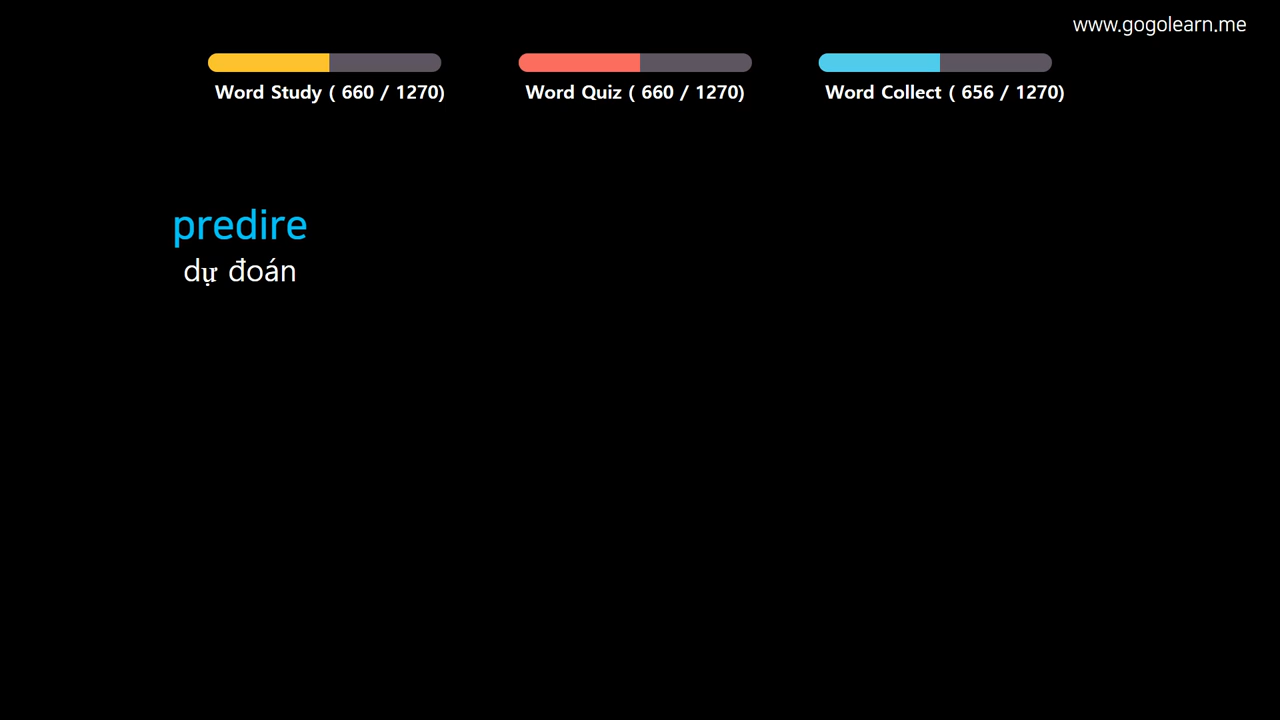 www.gogolearn.me
Word Study ( 660 / 1270)
Word Quiz ( 660 / 1270)
Word Collect ( 656 / 1270)
predire
dự đoán